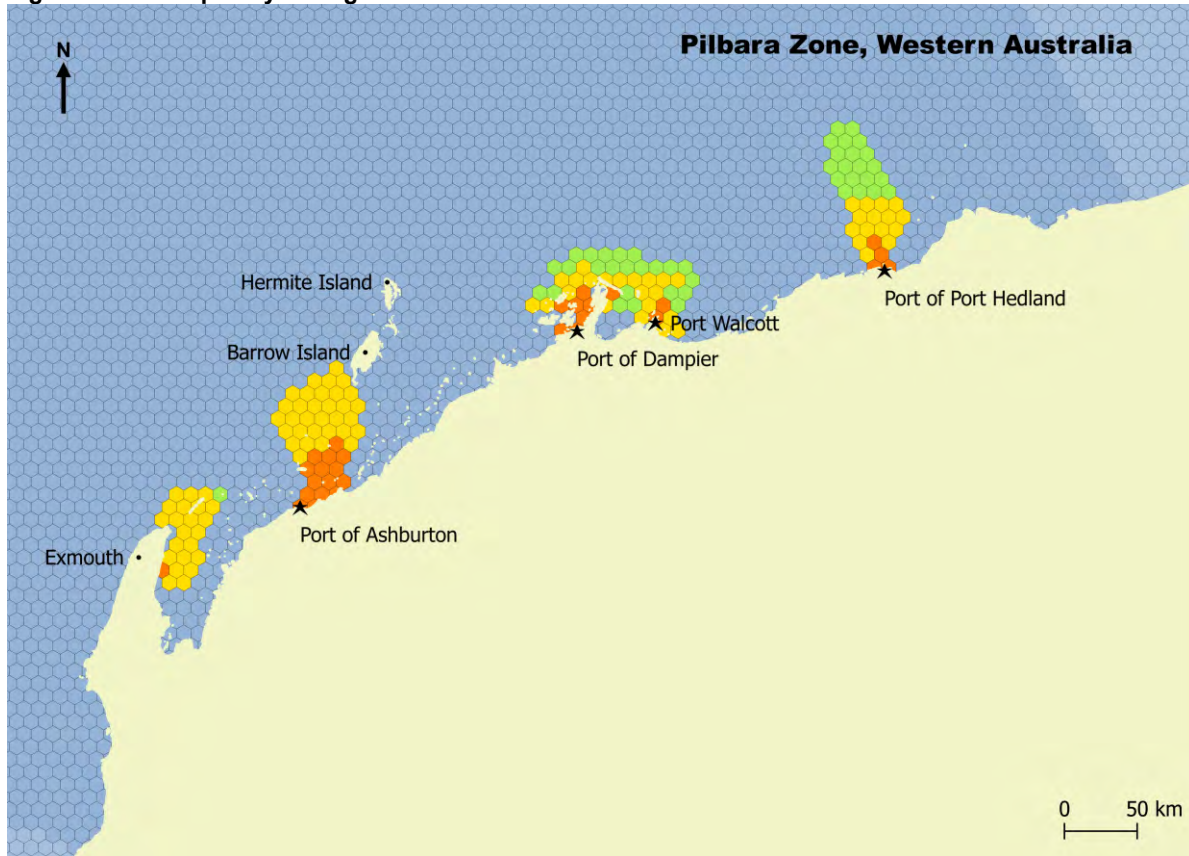 Pilbara Zone, Western Australia
N
Hermite Island
Port of Port Hedland
Port Walcott
Barrow Island
Port of Dampier
Port of Ashburton
Exmouth
0 50 km